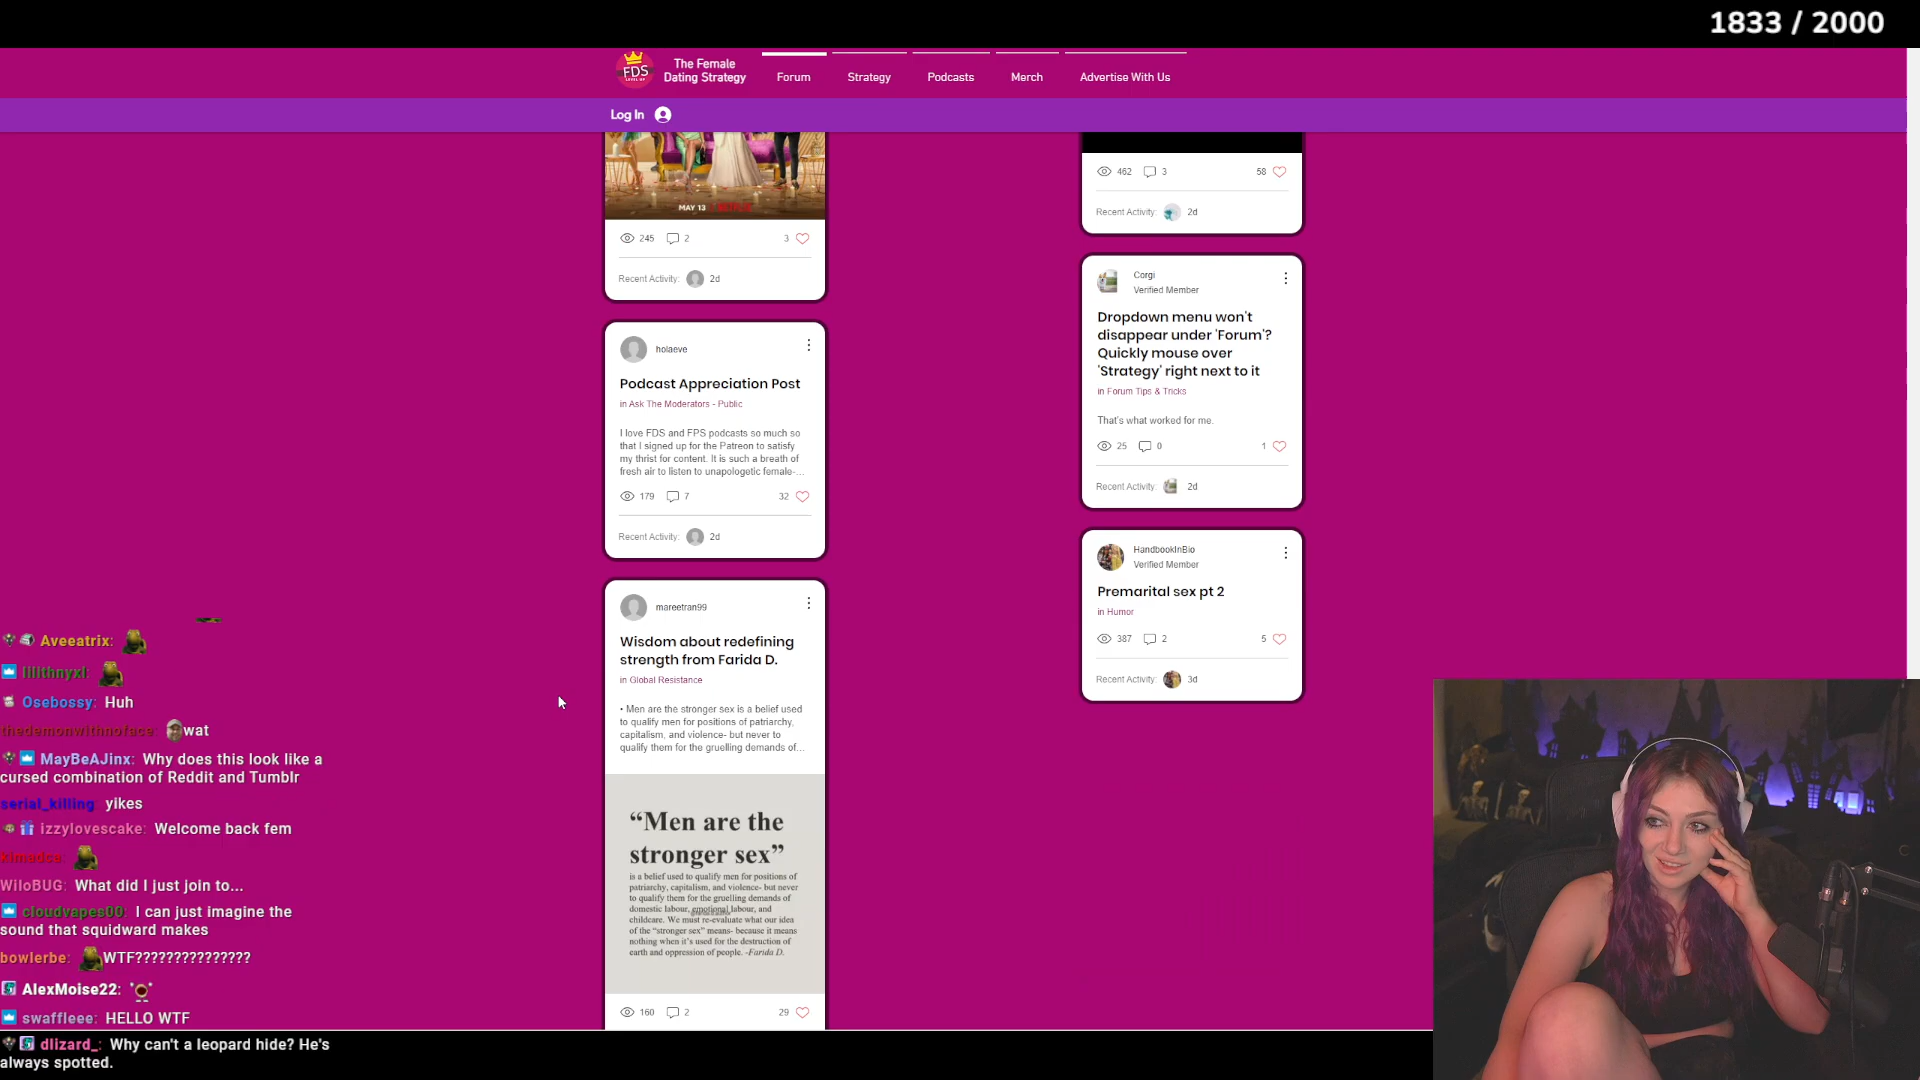 1833 / 2000
FDS
LEVEL UP
The Female
Dating Strategy
Forum
Strategy
Podcasts
Merch
Advertise With Us
Log In
MAY 13
245
2
3
Recent Activity:
2d
holaeve
Podcast Appreciation Post
in Ask The Moderators - Public
I love FDS and FPS podcasts so much so
that I signed up for the Patreon to satisfy
my thrist for content. It is such a breath of
fresh air to listen to unapologetic female-...
179
7
32
Recent Activity:
2d
mareetran99
Wisdom about redefining
strength from Farida D.
in Global Resistance
• Men are the stronger sex is a belief used
to qualify men for positions of patriarchy,
capitalism, and violence- but never to
qualify them for the gruelling demands of...
“Men are the
stronger sex”
is a belief used to qualify men for positions of
patriarchy, capitalism, and violence- but never
to qualify them for the gruelling demands of
domestic labour, emotional labour, and
childcare. We must re-evaluate what our idea
of the “stronger sex” means- because it means
nothing when it's used for the destruction of
earth and oppression of people. -Farida D.
160
2
29
462
3
58
Recent Activity:
2d
Corgi
Verified Member
Dropdown menu won't
disappear under 'Forum'?
Quickly mouse over
'Strategy' right next to it
in Forum Tips & Tricks
That's what worked for me.
25
0
1
Recent Activity:
2d
HandbookInBio
Verified Member
Premarital sex pt 2
in Humor
387
2
5
Recent Activity:
3d
Aveeatrix:
lilithnyxl:
Osebossy: Huh
thedemonwithnoface: wat
MayBeAJinx: Why does this look like a
cursed combination of Reddit and Tumblr
serial_killing: yikes
izzylovescake: Welcome back fem
klmadca:
WiloBUG: What did I just join to...
cloudvapes00: I can just imagine the
sound that squidward makes
bowlerbe: WTF???????????????
AlexMoise22:
swaffleee: HELLO WTF
dlizard_: Why can't a leopard hide? He's
always spotted.